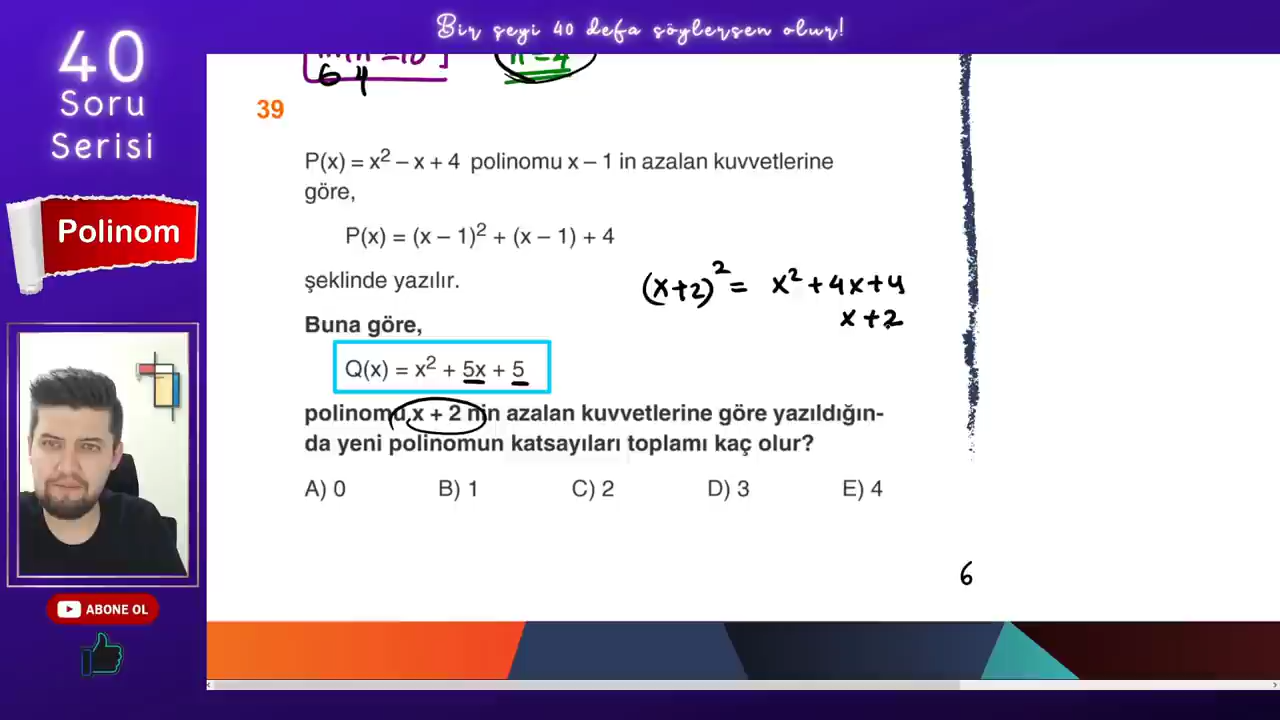 Bir şeyi 40 defa söylersen olur!
40
Soru
Serisi
Polinom
ABONE OL
6 4
39
P(x) = x² – x + 4 polinomu x – 1 in azalan kuvvetlerine
göre,
P(x) = (x – 1)² + (x – 1) + 4
şeklinde yazılır.
(x+2)² = x² + 4x + 4
x + 2
Buna göre,
Q(x) = x² + 5x + 5
polinomu x + 2 nin azalan kuvvetlerine göre yazıldığın-
da yeni polinomun katsayıları toplamı kaç olur?
A) 0 B) 1 C) 2 D) 3 E) 4
6